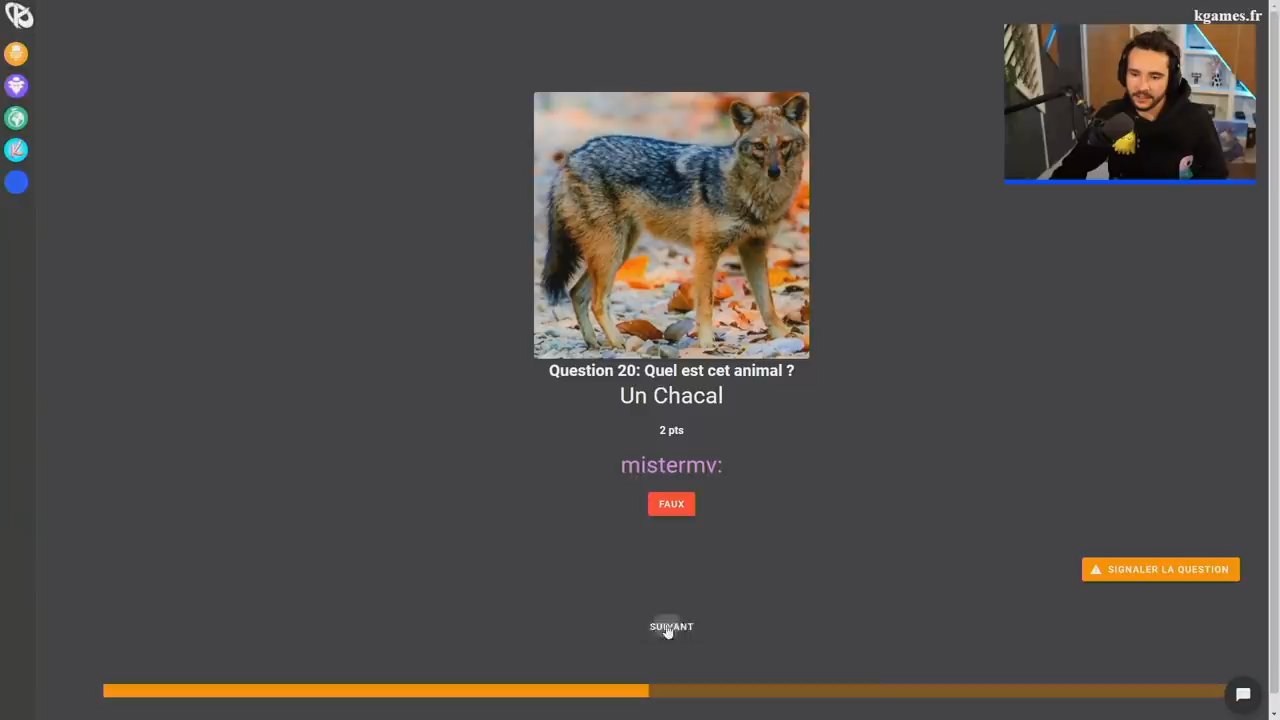 kgames.fr
Question 20: Quel est cet animal ?
Un Chacal
2 pts
mistermv:
FAUX
SIGNALER LA QUESTION
SUIVANT